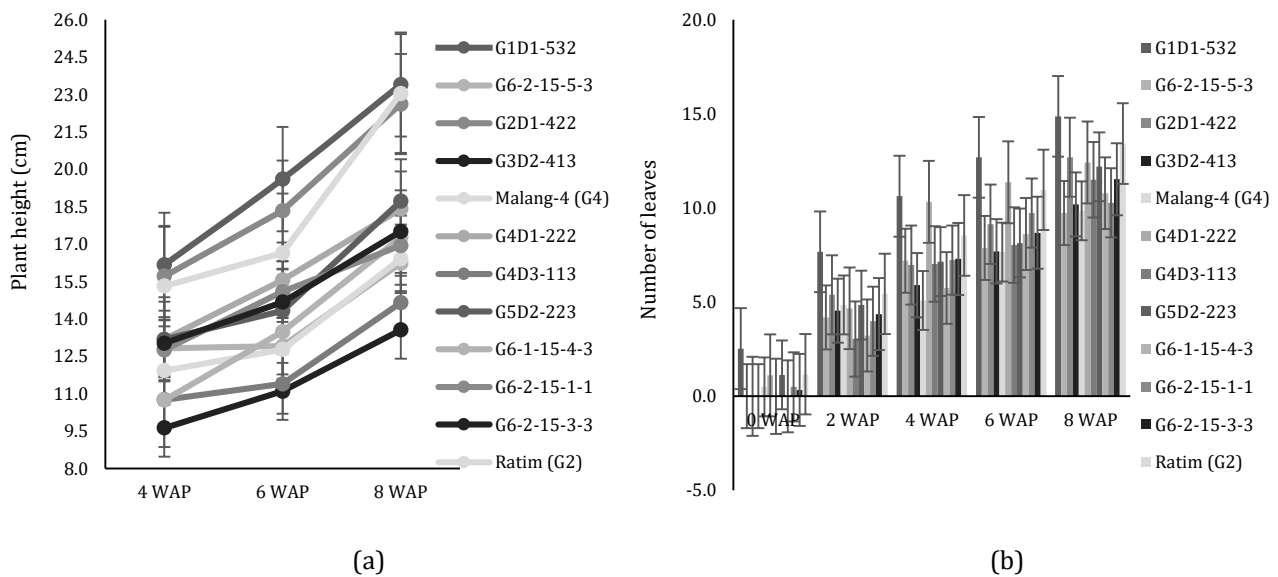 Plant height (cm)
26.0
24.5
23.0
21.5
20.0
18.5
17.0
15.5
14.0
12.5
11.0
9.5
8.0
4 WAP
6 WAP
8 WAP
G1D1-532
G6-2-15-5-3
G2D1-422
G3D2-413
Malang-4 (G4)
G4D1-222
G4D3-113
G5D2-223
G6-1-15-4-3
G6-2-15-1-1
G6-2-15-3-3
Ratim (G2)
(a)
Number of leaves
20.0
15.0
10.0
5.0
0.0
-5.0
0 WAP
2 WAP
4 WAP
6 WAP
8 WAP
G1D1-532
G6-2-15-5-3
G2D1-422
G3D2-413
Malang-4 (G4)
G4D1-222
G4D3-113
G5D2-223
G6-1-15-4-3
G6-2-15-1-1
G6-2-15-3-3
Ratim (G2)
(b)